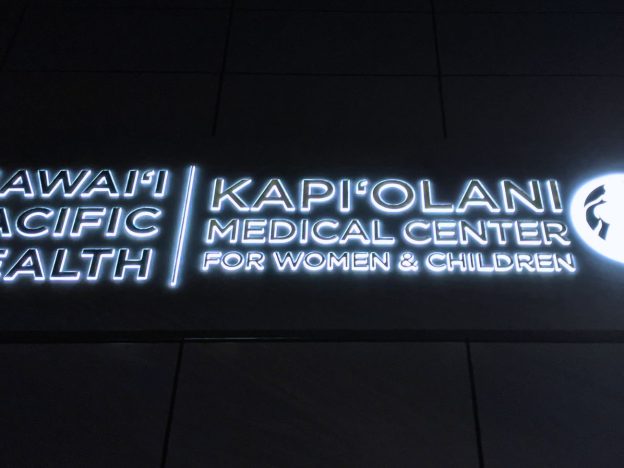 AWAIʻI
ACIFIC
EALTH
KAPIʻOLANI
MEDICAL CENTER
FOR WOMEN & CHILDREN